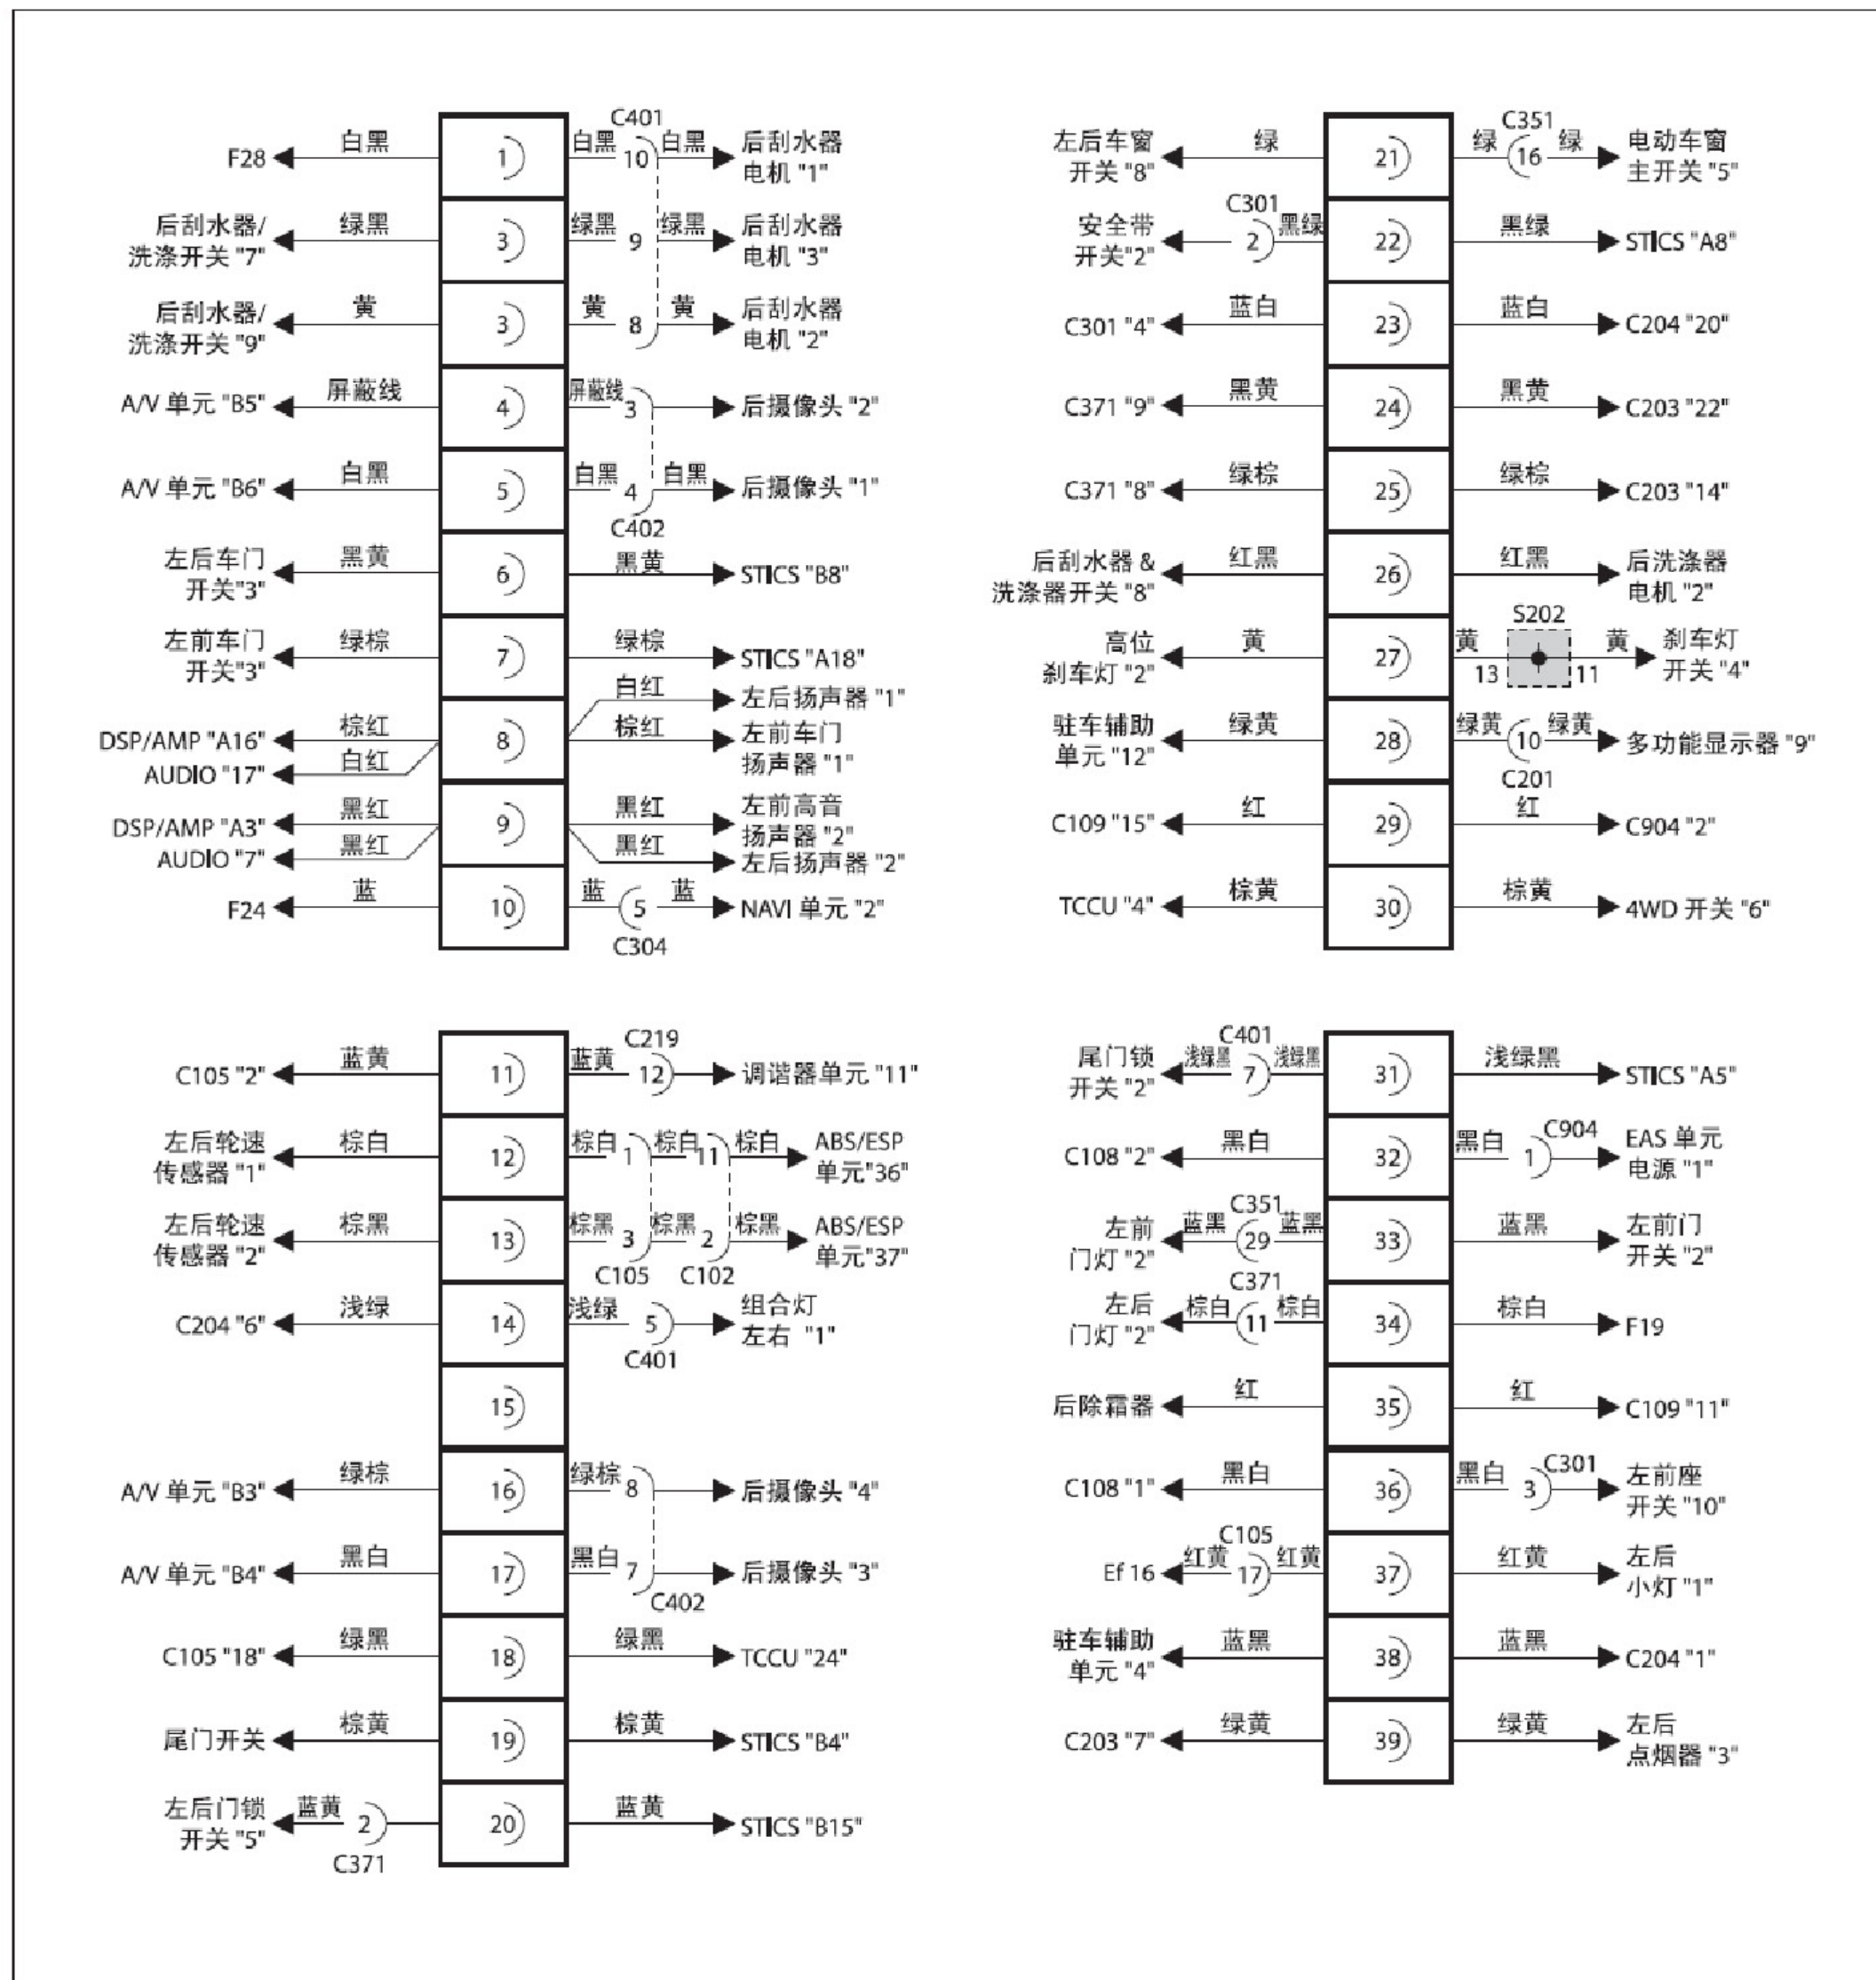 C401
F28 白黑 1 白黑 10 白黑 后刮水器
电机 "1"
后刮水器/ 绿黑 3 绿黑 9 绿黑 后刮水器
洗涤开关 "7" 电机 "3"
后刮水器/ 黄 3 黄 8 黄 后刮水器
洗涤开关 "9" 电机 "2"
A/V 单元 "B5" 屏蔽线 4 屏蔽线 3 后摄像头 "2"
A/V 单元 "B6" 白黑 5 白黑 4 白黑 后摄像头 "1"
C402
左后车门 黑黄 6 黑黄 STICS "B8"
开关"3"
左前车门 绿棕 7 绿棕 STICS "A18"
开关"3"
白红 左后扬声器 "1"
DSP/AMP "A16" 棕红 8 棕红 左前车门
扬声器 "1"
AUDIO "17" 白红
DSP/AMP "A3" 黑红 9 黑红 左前高音
扬声器 "2"
AUDIO "7" 黑红 黑红 左后扬声器 "2"
F24 蓝 10 蓝 5 蓝 NAVI 单元 "2"
C304
C219
C105 "2" 蓝黄 11 蓝黄 12 调谐器单元 "11"
左后轮速 棕白 12 棕白 1 棕白 11 棕白 ABS/ESP
传感器 "1" 单元"36"
左后轮速 棕黑 13 棕黑 3 棕黑 2 棕黑 ABS/ESP
传感器 "2" 单元"37"
C105 C102
C204 "6" 浅绿 14 浅绿 5 组合灯
左右 "1"
C401
15
A/V 单元 "B3" 绿棕 16 绿棕 8 后摄像头 "4"
A/V 单元 "B4" 黑白 17 黑白 7 后摄像头 "3"
C402
C105 "18" 绿黑 18 绿黑 TCCU "24"
尾门开关 棕黄 19 棕黄 STICS "B4"
左后门锁 蓝黄 2 20 蓝黄 STICS "B15"
开关 "5"
C371
C351
左后车窗 绿 21 绿 16 绿 电动车窗
开关 "8" 主开关 "5"
C301
安全带 2 黑绿 22 黑绿 STICS "A8"
开关"2"
C301 "4" 蓝白 23 蓝白 C204 "20"
C371 "9" 黑黄 24 黑黄 C203 "22"
C371 "8" 绿棕 25 绿棕 C203 "14"
后刮水器 & 红黑 26 红黑 后洗涤器
洗涤器开关 "8" 电机 "2"
S202
高位 黄 27 黄 13 11 黄 刹车灯
刹车灯 "2" 开关 "4"
驻车辅助 绿黄 28 绿黄 10 绿黄 多功能显示器 "9"
单元 "12"
C201
C109 "15" 红 29 红 C904 "2"
TCCU "4" 棕黄 30 棕黄 4WD 开关 "6"
C401
尾门锁 浅绿黑 7 浅绿黑 31 浅绿黑 STICS "A5"
开关 "2"
C904
C108 "2" 黑白 32 黑白 1 EAS 单元
电源 "1"
C351
左前 蓝黑 29 蓝黑 33 蓝黑 左前门
门灯 "2" 开关 "2"
C371
左后 棕白 11 棕白 34 棕白 F19
门灯 "2"
后除霜器 红 35 红 C109 "11"
C301
C108 "1" 黑白 36 黑白 3 左前座
开关 "10"
C105
Ef 16 红黄 17 红黄 37 红黄 左后
小灯 "1"
驻车辅助 蓝黑 38 蓝黑 C204 "1"
单元 "4"
C203 "7" 绿黄 39 绿黄 左后
点烟器 "3"